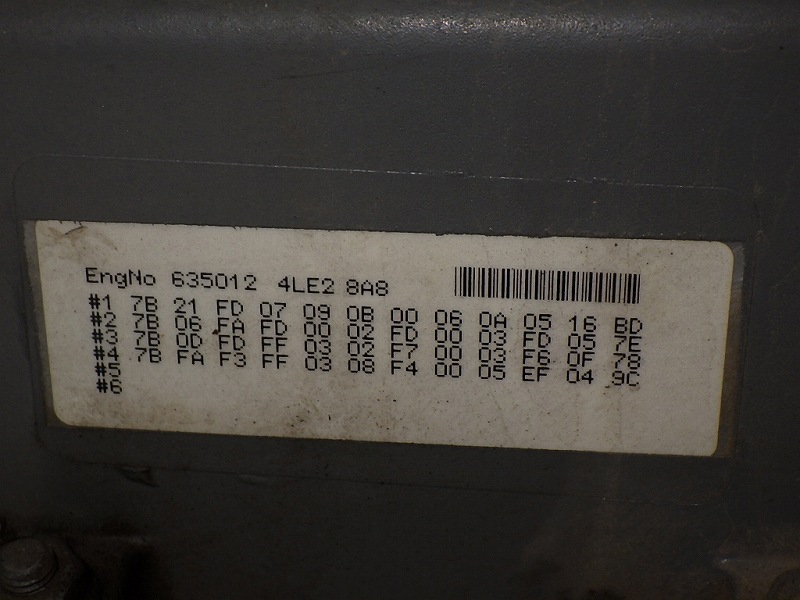 EngNo 635012 4LE2 8A8
#1 7B 21 FD 07 09 0B 00 06 0A 05 16 BD
#2 7B 06 FA FD 00 02 FD 00 03 FD 05 7E
#3 7B 0D FD FF 03 02 F7 00 03 F6 0F 78
#4 7B FA F3 FF 03 08 F4 00 05 EF 04 9C
#5
#6